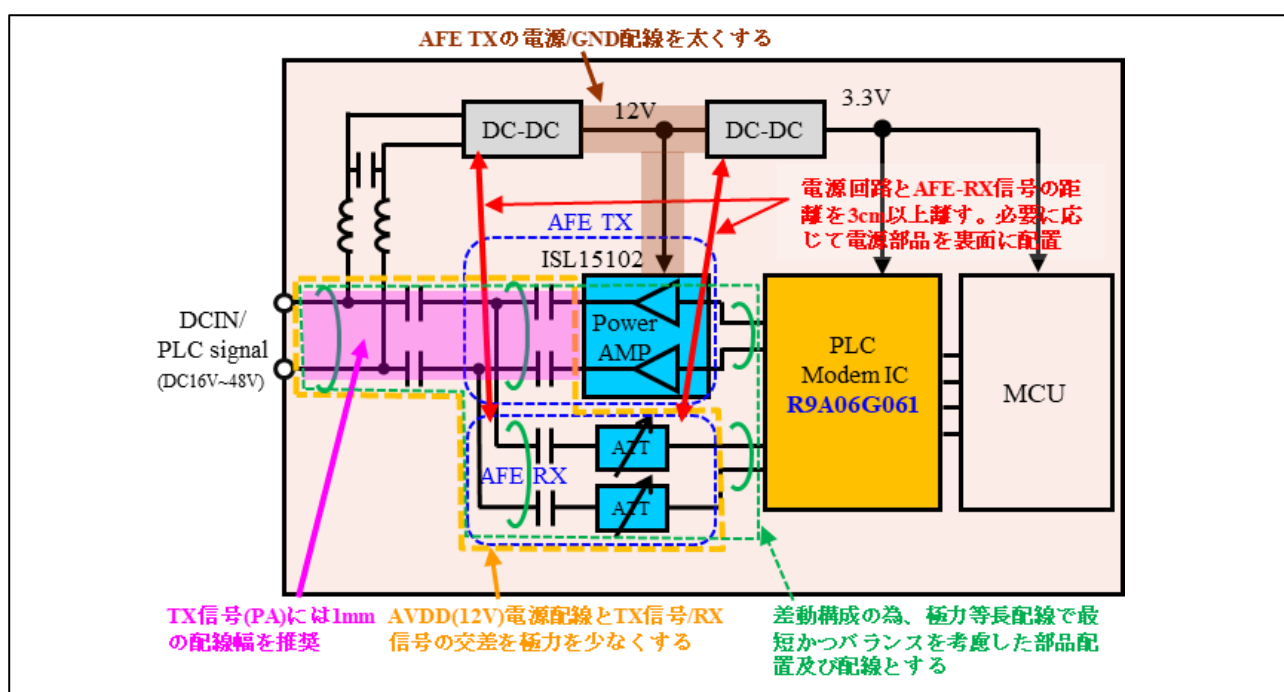 AFE TXの電源/GND配線を太くする
DC-DC
12V
DC-DC
3.3V
電源回路とAFE-RX信号の距
離を3cm以上離す。必要に応
じて電源部品を裏面に配置
AFE TX
ISL15102
DCIN/
PLC signal
(DC16V~48V)
Power
AMP
PLC
Modem IC
R9A06G061
MCU
AFE RX
ATT
ATT
TX信号(PA)には1mm
の配線幅を推奨
AVDD(12V)電源配線とTX信号/RX
信号の交差を極力を少なくする
差動構成の為、極力等長配線で最
短かつバランスを考慮した部品配
置及び配線とする